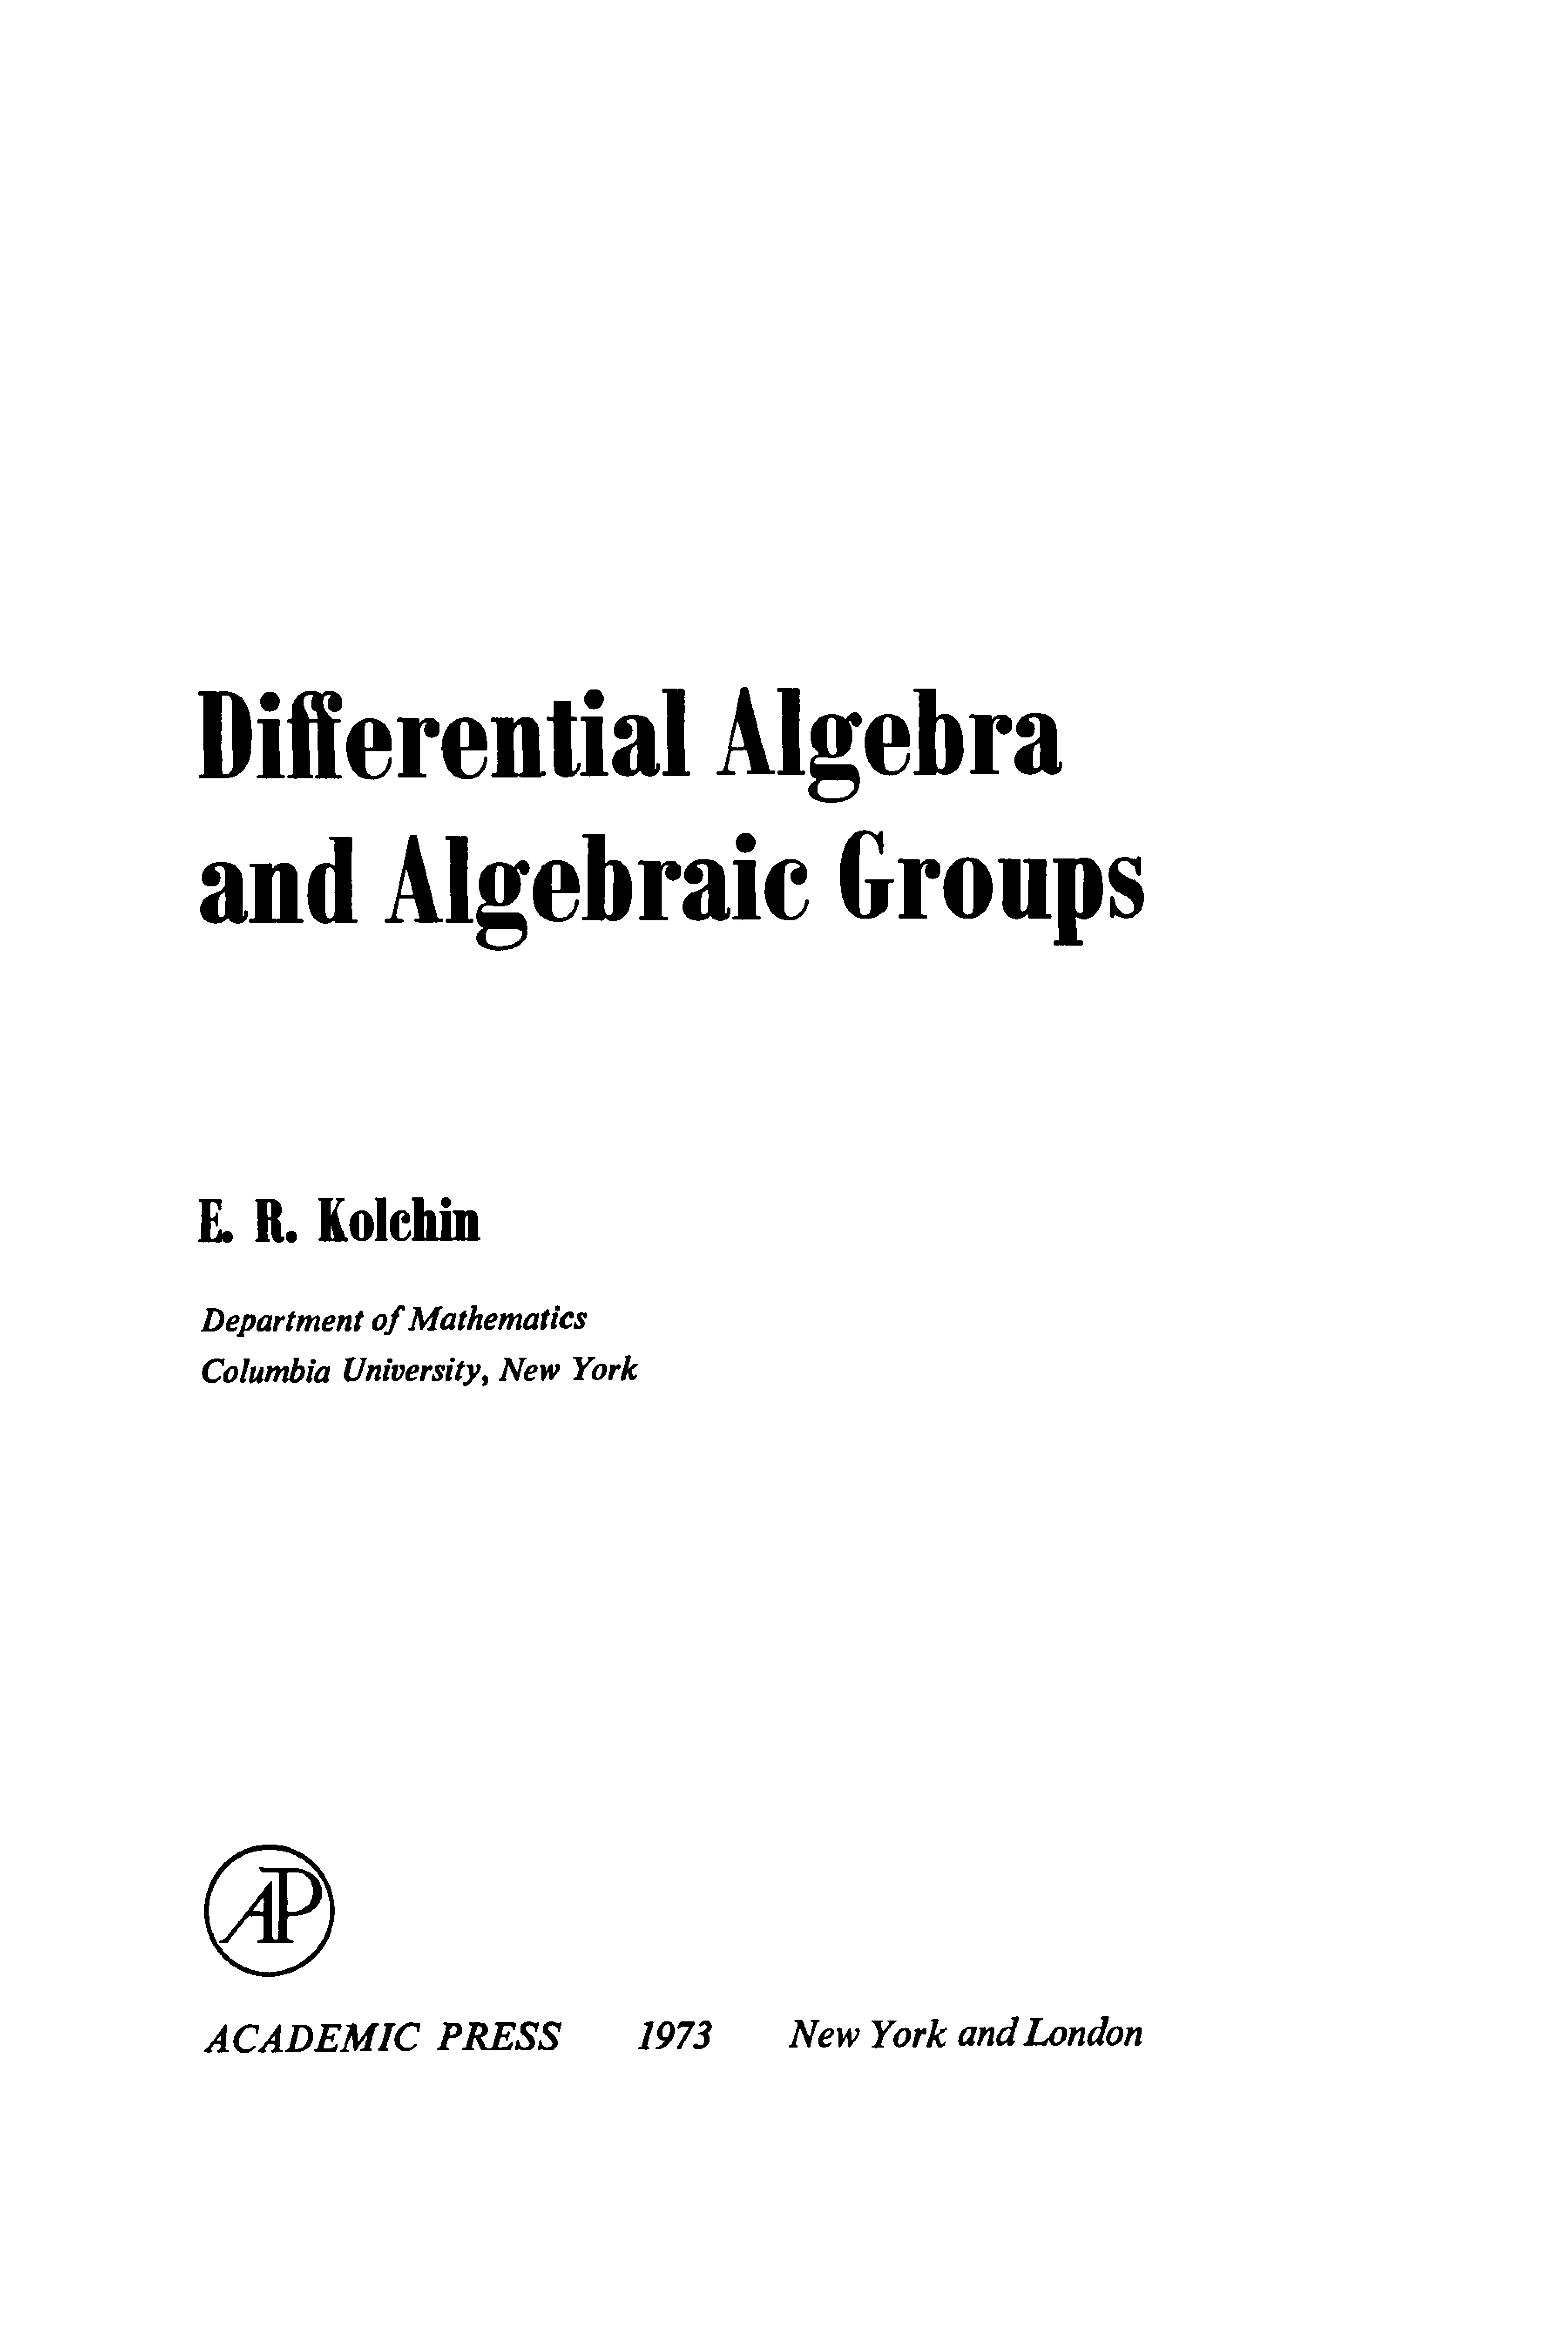 Differential Algebra
and Algebraic Groups
E. R. Kolchin
Department of Mathematics
Columbia University, New York
AP
ACADEMIC PRESS 1973 New York and London